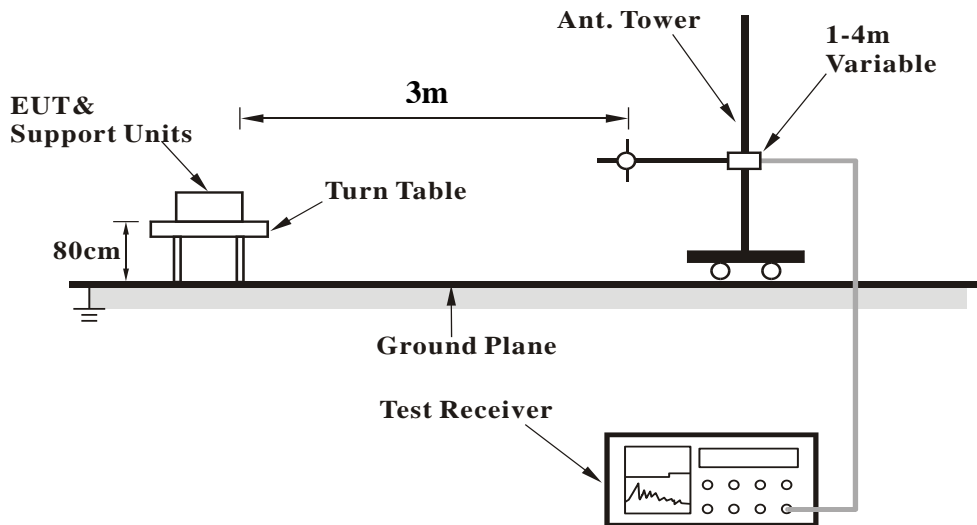 Ant. Tower
1-4m
Variable
3m
EUT&
Support Units
Turn Table
80cm
Ground Plane
Test Receiver